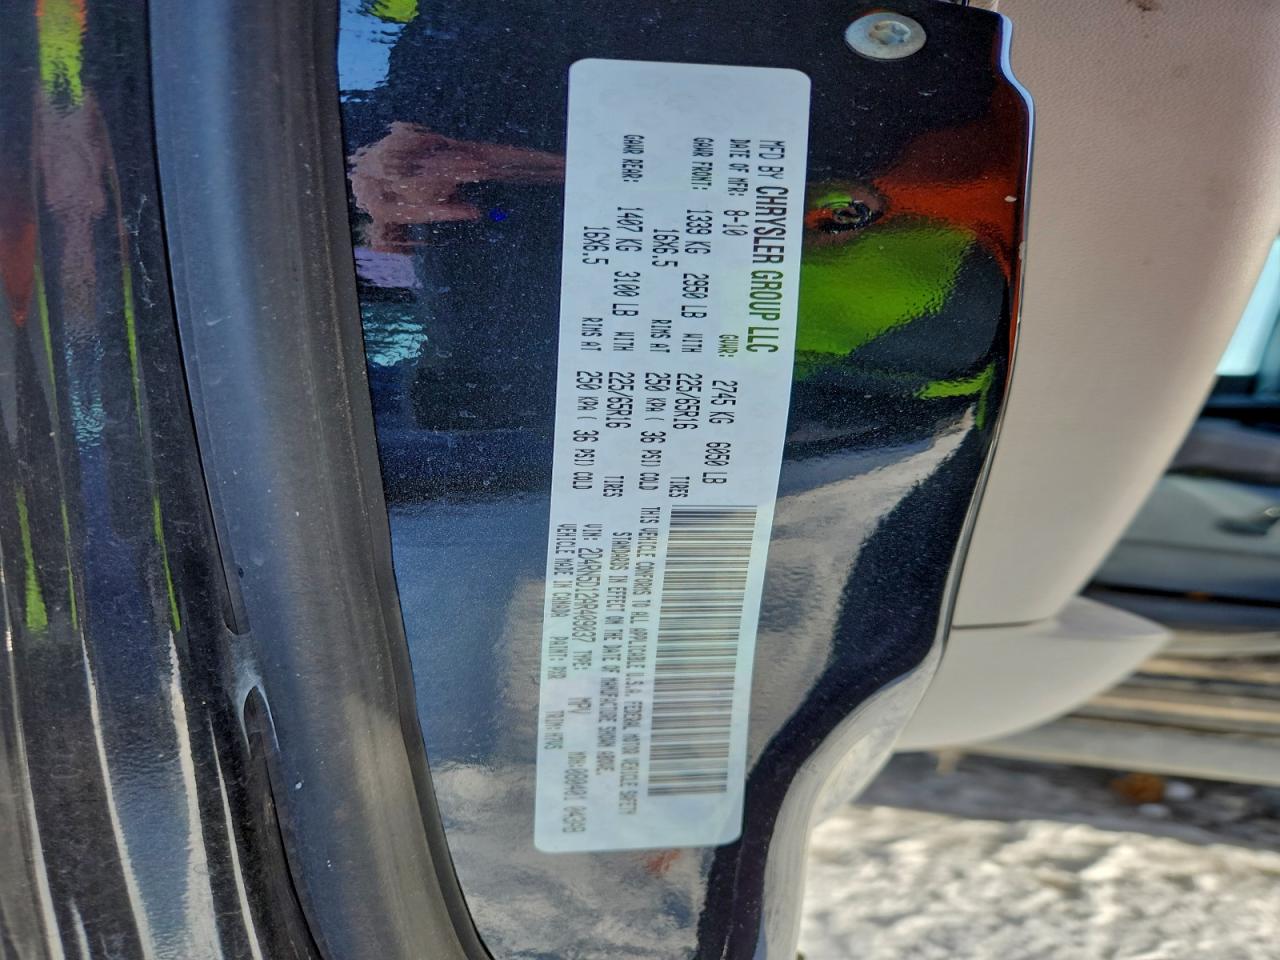 MFD BY CHRYSLER GROUP LLC
DATE OF MFR: 8-10 GVWR: 2745 KG 6050 LB
GAWR FRONT: 1339 KG 2950 LB WITH 225/65R16 TIRES
16X6.5 RIMS AT 250 KPA ( 36 PSI) COLD
GAWR REAR: 1407 KG 3100 LB WITH 225/65R16 TIRES
16X6.5 RIMS AT 250 KPA ( 36 PSI) COLD
THIS VEHICLE CONFORMS TO ALL APPLICABLE U.S.A. FEDERAL MOTOR VEHICLE SAFETY
STANDARDS IN EFFECT ON THE DATE OF MANUFACTURE SHOWN ABOVE.
VIN: 2D4RN5D12AR409037 TYPE: MPV
VEHICLE MADE IN CANADA PAINT: PXR TRIM: